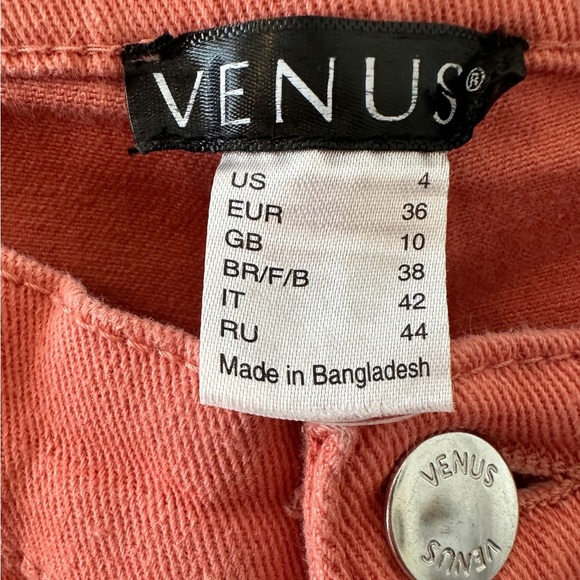 VENUS®
US 4
EUR 36
GB 10
BR/F/B 38
IT 42
RU 44
Made in Bangladesh
VENUS
VENUS